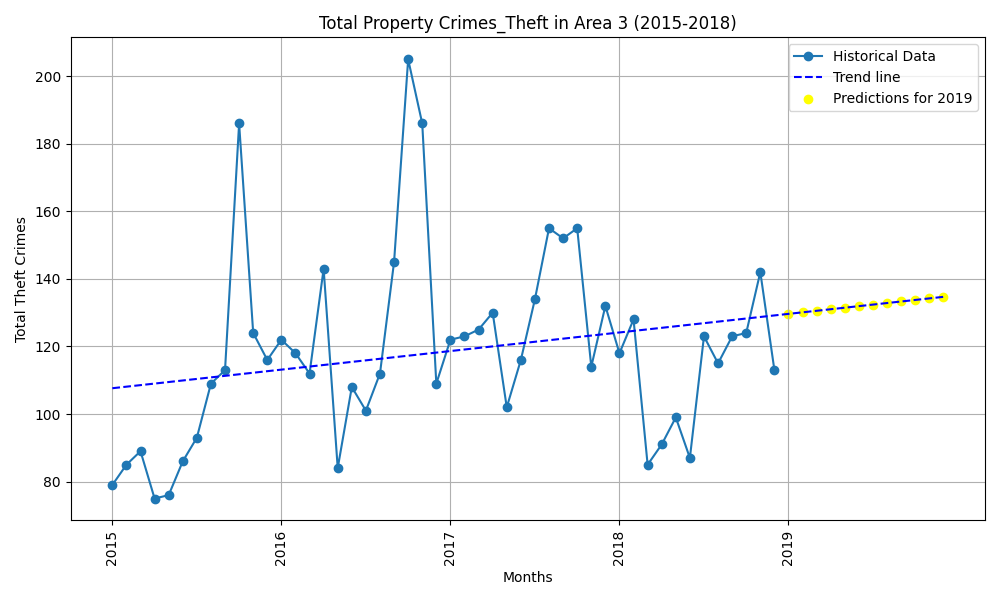 Total Property Crimes_Theft in Area 3 (2015-2018)
Historical Data
Trend line
Predictions for 2019
Total Theft Crimes
200
180
160
140
120
100
80
2015
2016
2017
2018
2019
Months